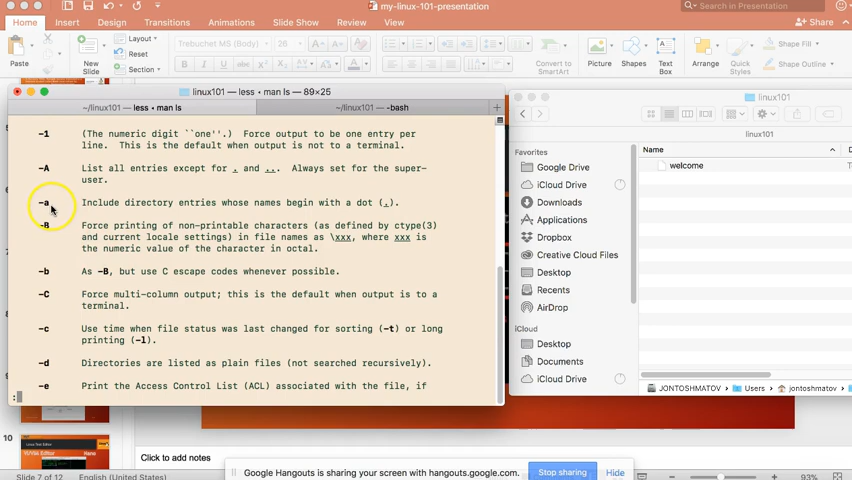 my-linux-101-presentation
Search in Presentation
Home Insert Design Transitions Animations Slide Show Review View
Share
Paste
New Slide
Layout
Reset
Section
Trebuchet MS (Body) 26
Convert to SmartArt
Picture Shapes Text Box Arrange
Shape Fill
Shape Outline
linux101 — less • man ls — 89×25
~/linux101 — less • man ls
~/linux101 — -bash
-1 (The numeric digit ``one''.) Force output to be one entry per
line. This is the default when output is not to a terminal.
-A List all entries except for . and ... Always set for the super-
user.
-a Include directory entries whose names begin with a dot (.).
-B Force printing of non-printable characters (as defined by ctype(3)
and current locale settings) in file names as \xxx, where xxx is
the numeric value of the character in octal.
-b As -B, but use C escape codes whenever possible.
-C Force multi-column output; this is the default when output is to a
terminal.
-c Use time when file status was last changed for sorting (-t) or long
printing (-l).
-d Directories are listed as plain files (not searched recursively).
-e Print the Access Control List (ACL) associated with the file, if
:
linux101
linux101
Favorites
Google Drive
iCloud Drive
Downloads
Applications
Dropbox
Creative Cloud Files
Desktop
Recents
AirDrop
iCloud
Desktop
Documents
iCloud Drive
Name
welcome
JONTOSHMATOV › Users › jontoshmatov ›
10
Click to add notes
Google Hangouts is sharing your screen with hangouts.google.com.
Stop sharing
Hide
Slide 7 of 12 English (United States)
93%